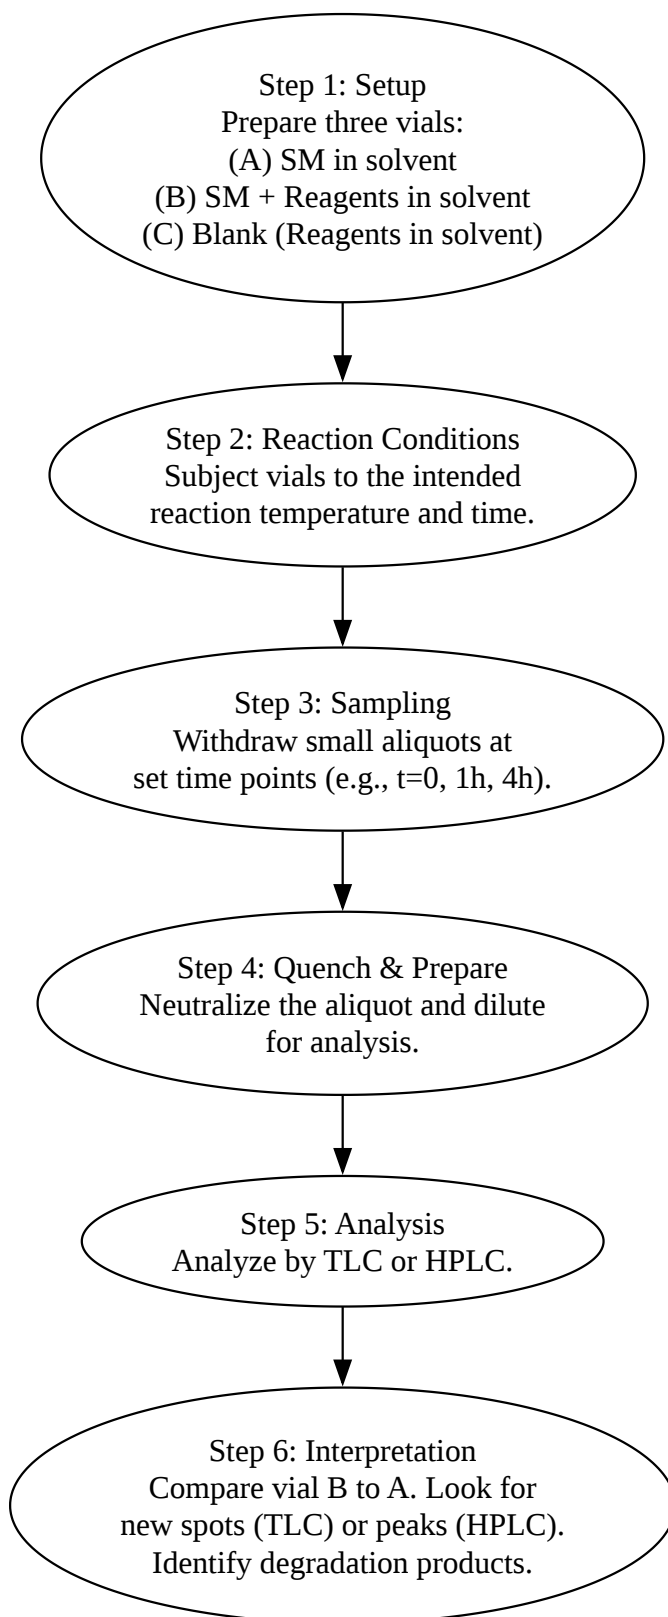 Step 1: Setup
Prepare three vials:
(A) SM in solvent
(B) SM + Reagents in solvent
(C) Blank (Reagents in solvent)
Step 2: Reaction Conditions
Subject vials to the intended
reaction temperature and time.
Step 3: Sampling
Withdraw small aliquots at
set time points (e.g., t=0, 1h, 4h).
Step 4: Quench & Prepare
Neutralize the aliquot and dilute
for analysis.
Step 5: Analysis
Analyze by TLC or HPLC.
Step 6: Interpretation
Compare vial B to A. Look for
new spots (TLC) or peaks (HPLC).
Identify degradation products.